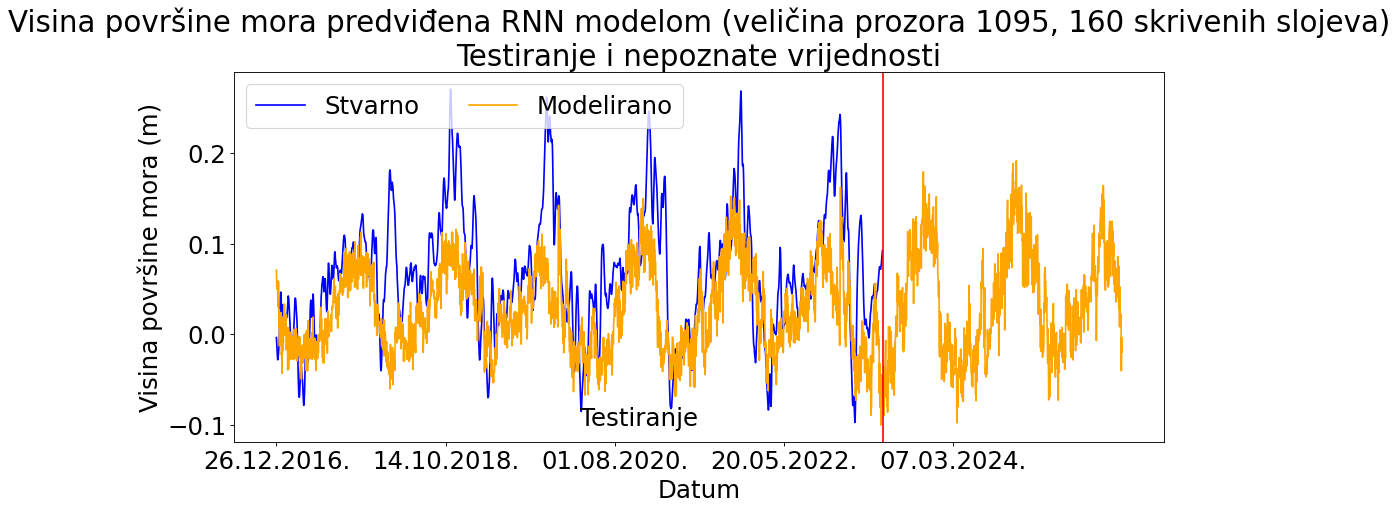 Visina površine mora predviđena RNN modelom (veličina prozora 1095, 160 skrivenih slojeva)
Testiranje i nepoznate vrijednosti
Stvarno
Modelirano
Visina površine mora (m)
0.2
0.1
0.0
−0.1
Testiranje
26.12.2016.
14.10.2018.
01.08.2020.
20.05.2022.
07.03.2024.
Datum